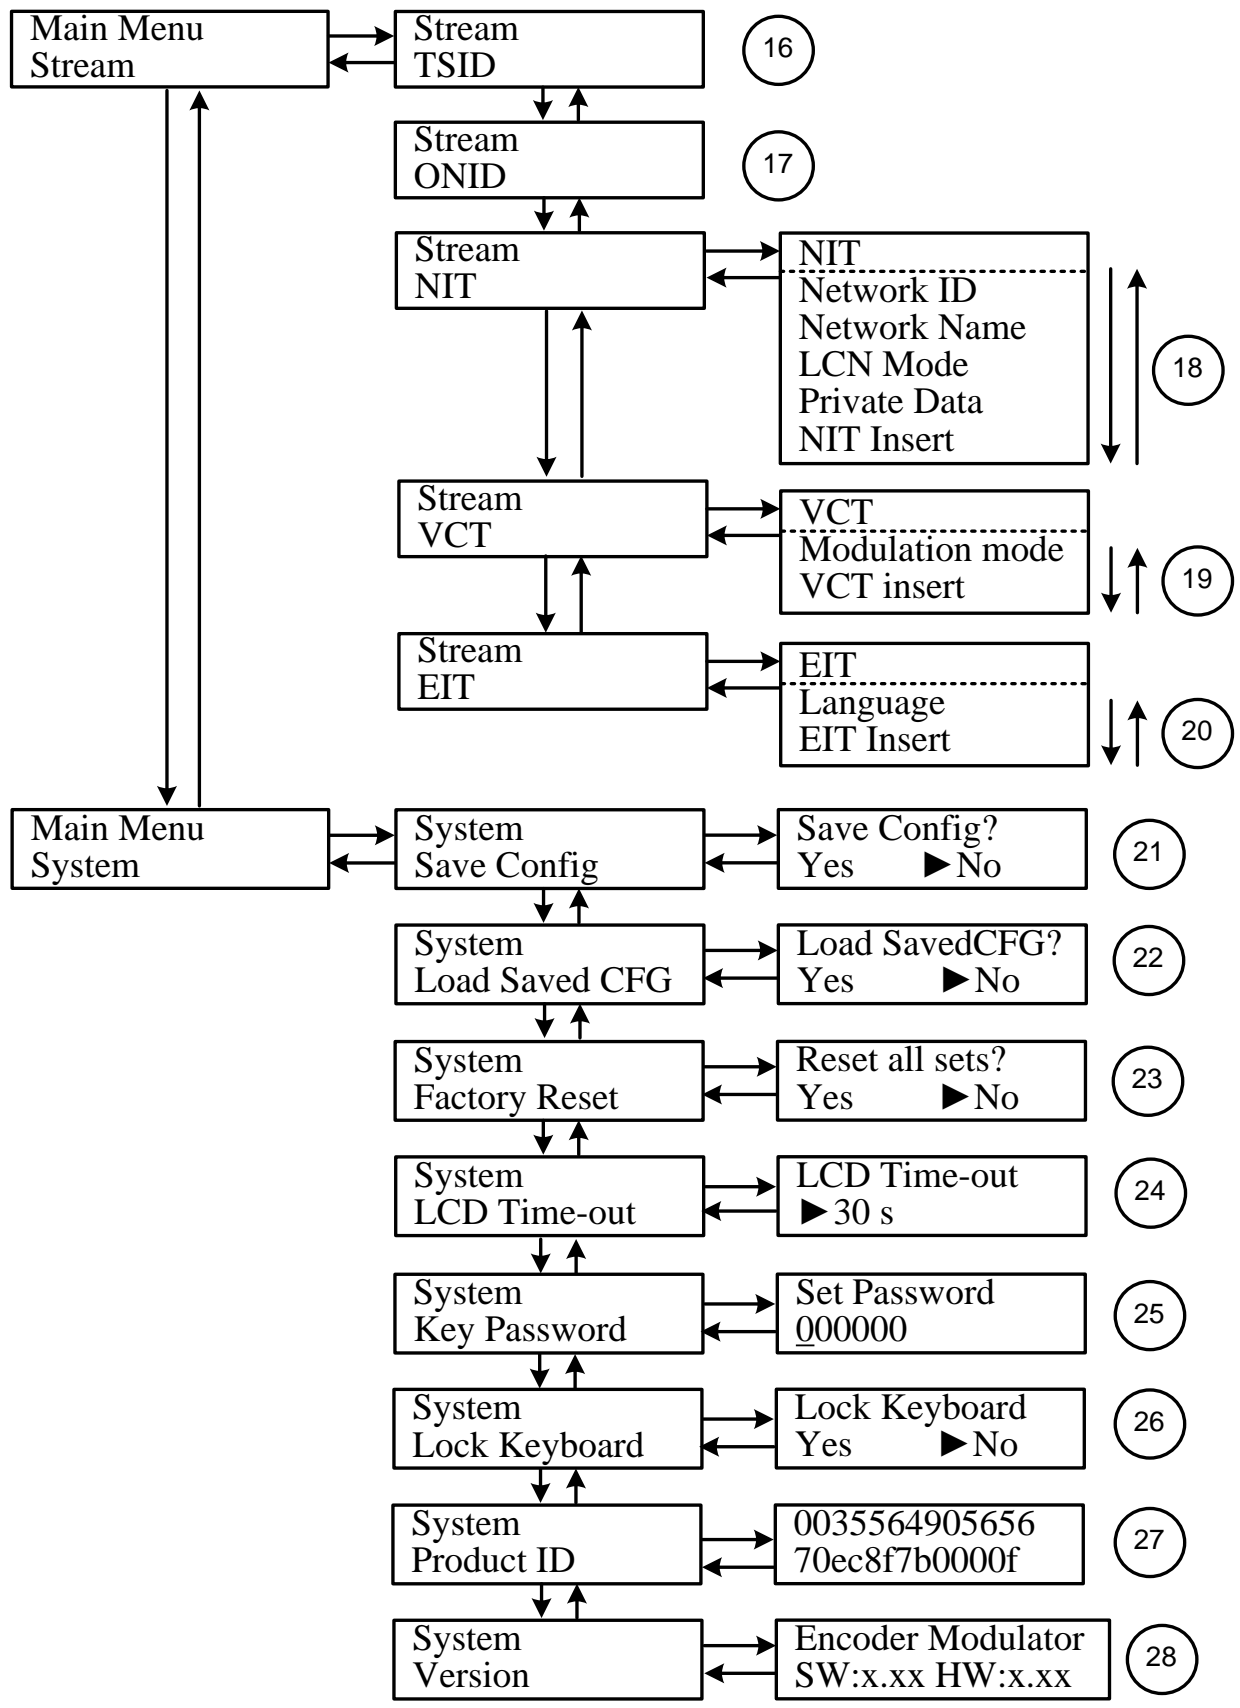 Main Menu
Stream
Stream
TSID
16
Stream
ONID
17
Stream
NIT
NIT
Network ID
Network Name
LCN Mode
Private Data
NIT Insert
18
Stream
VCT
VCT
Modulation mode
VCT insert
19
Stream
EIT
EIT
Language
EIT Insert
20
Main Menu
System
System
Save Config
Save Config?
Yes ▶No
21
System
Load Saved CFG
Load SavedCFG?
Yes ▶No
22
System
Factory Reset
Reset all sets?
Yes ▶No
23
System
LCD Time-out
LCD Time-out
▶30 s
24
System
Key Password
Set Password
000000
25
System
Lock Keyboard
Lock Keyboard
Yes ▶No
26
System
Product ID
0035564905656
70ec8f7b0000f
27
System
Version
Encoder Modulator
SW:x.xx HW:x.xx
28